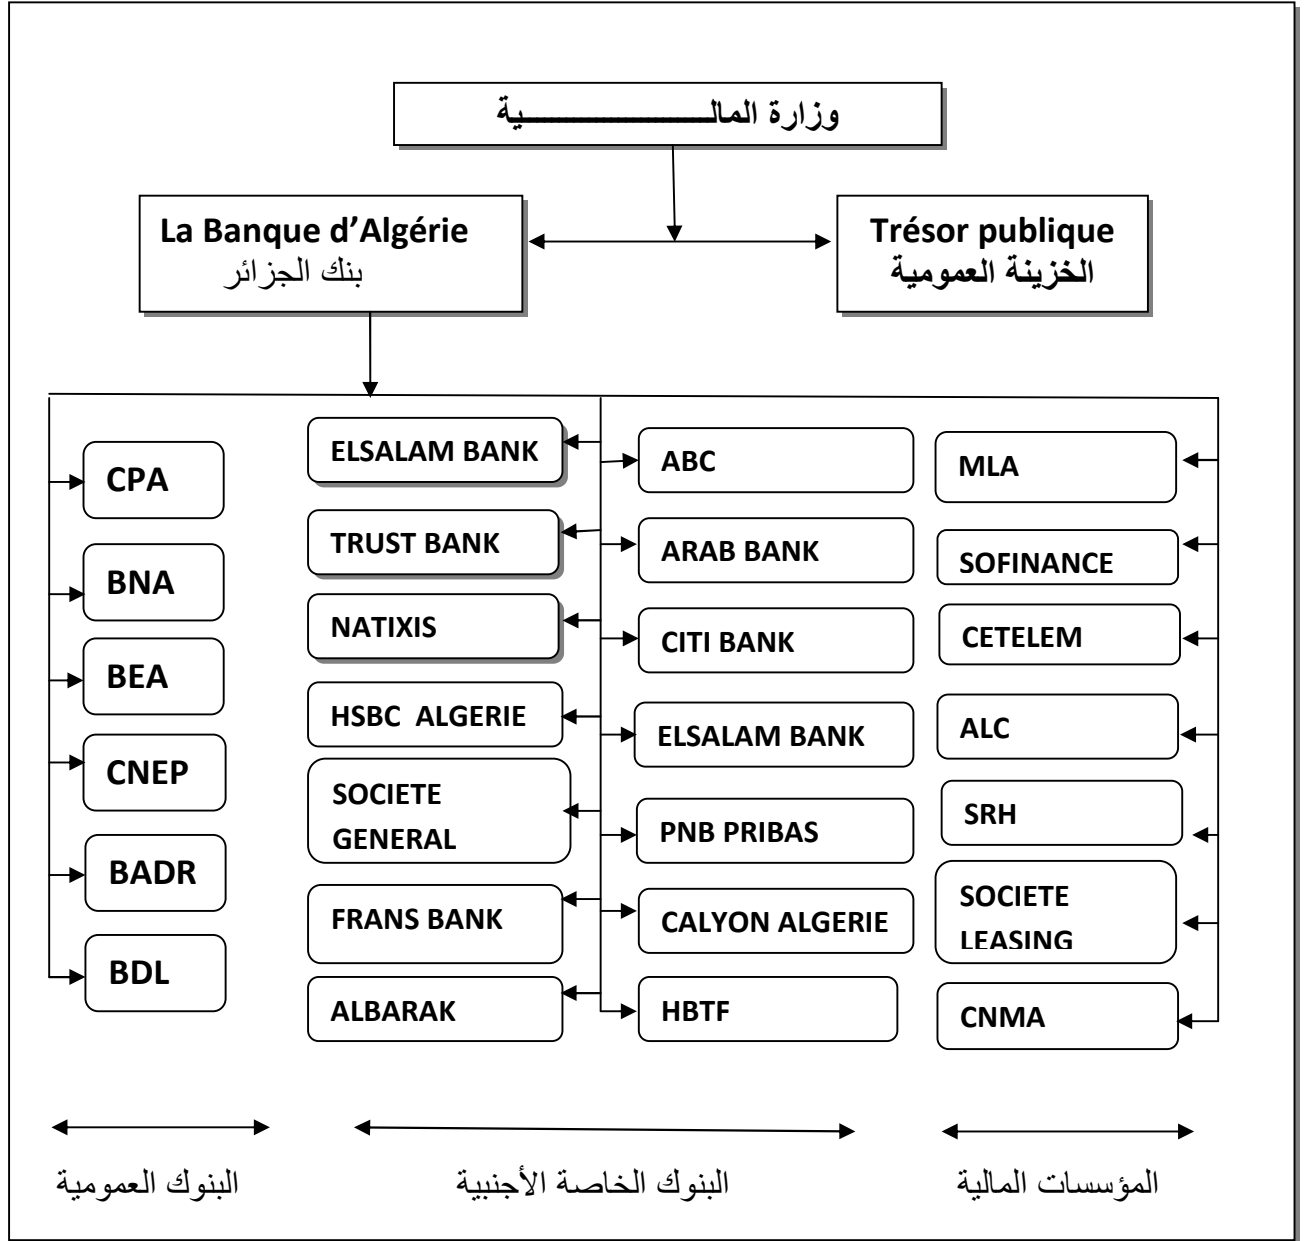 وزارة المالـــــــــــــــية
La Banque d’Algérie
بنك الجزائر
Trésor publique
الخزينة العمومية
CPA
BNA
BEA
CNEP
BADR
BDL
ELSALAM BANK
TRUST BANK
NATIXIS
HSBC ALGERIE
SOCIETE
GENERAL
FRANS BANK
ALBARAK
ABC
ARAB BANK
CITI BANK
ELSALAM BANK
PNB PRIBAS
CALYON ALGERIE
HBTF
MLA
SOFINANCE
CETELEM
ALC
SRH
SOCIETE
LEASING
CNMA
البنوك العمومية
البنوك الخاصة الأجنبية
المؤسسات المالية